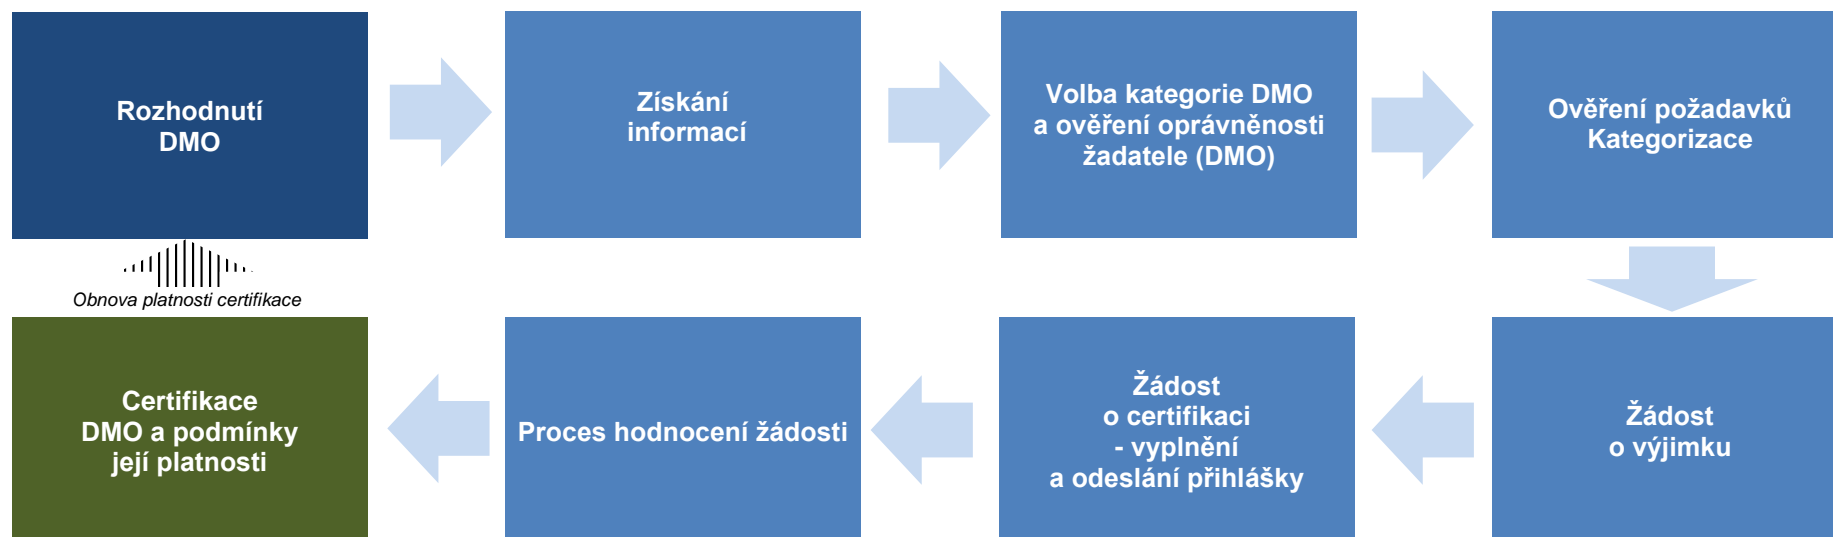 Rozhodnutí
DMO
Získání
informací
Volba kategorie DMO
a ověření oprávněnosti
žadatele (DMO)
Ověření požadavků
Kategorizace
Obnova platnosti certifikace
Certifikace
DMO a podmínky
její platnosti
Proces hodnocení žádosti
Žádost
o certifikaci
- vyplnění
a odeslání přihlášky
Žádost
o výjimku